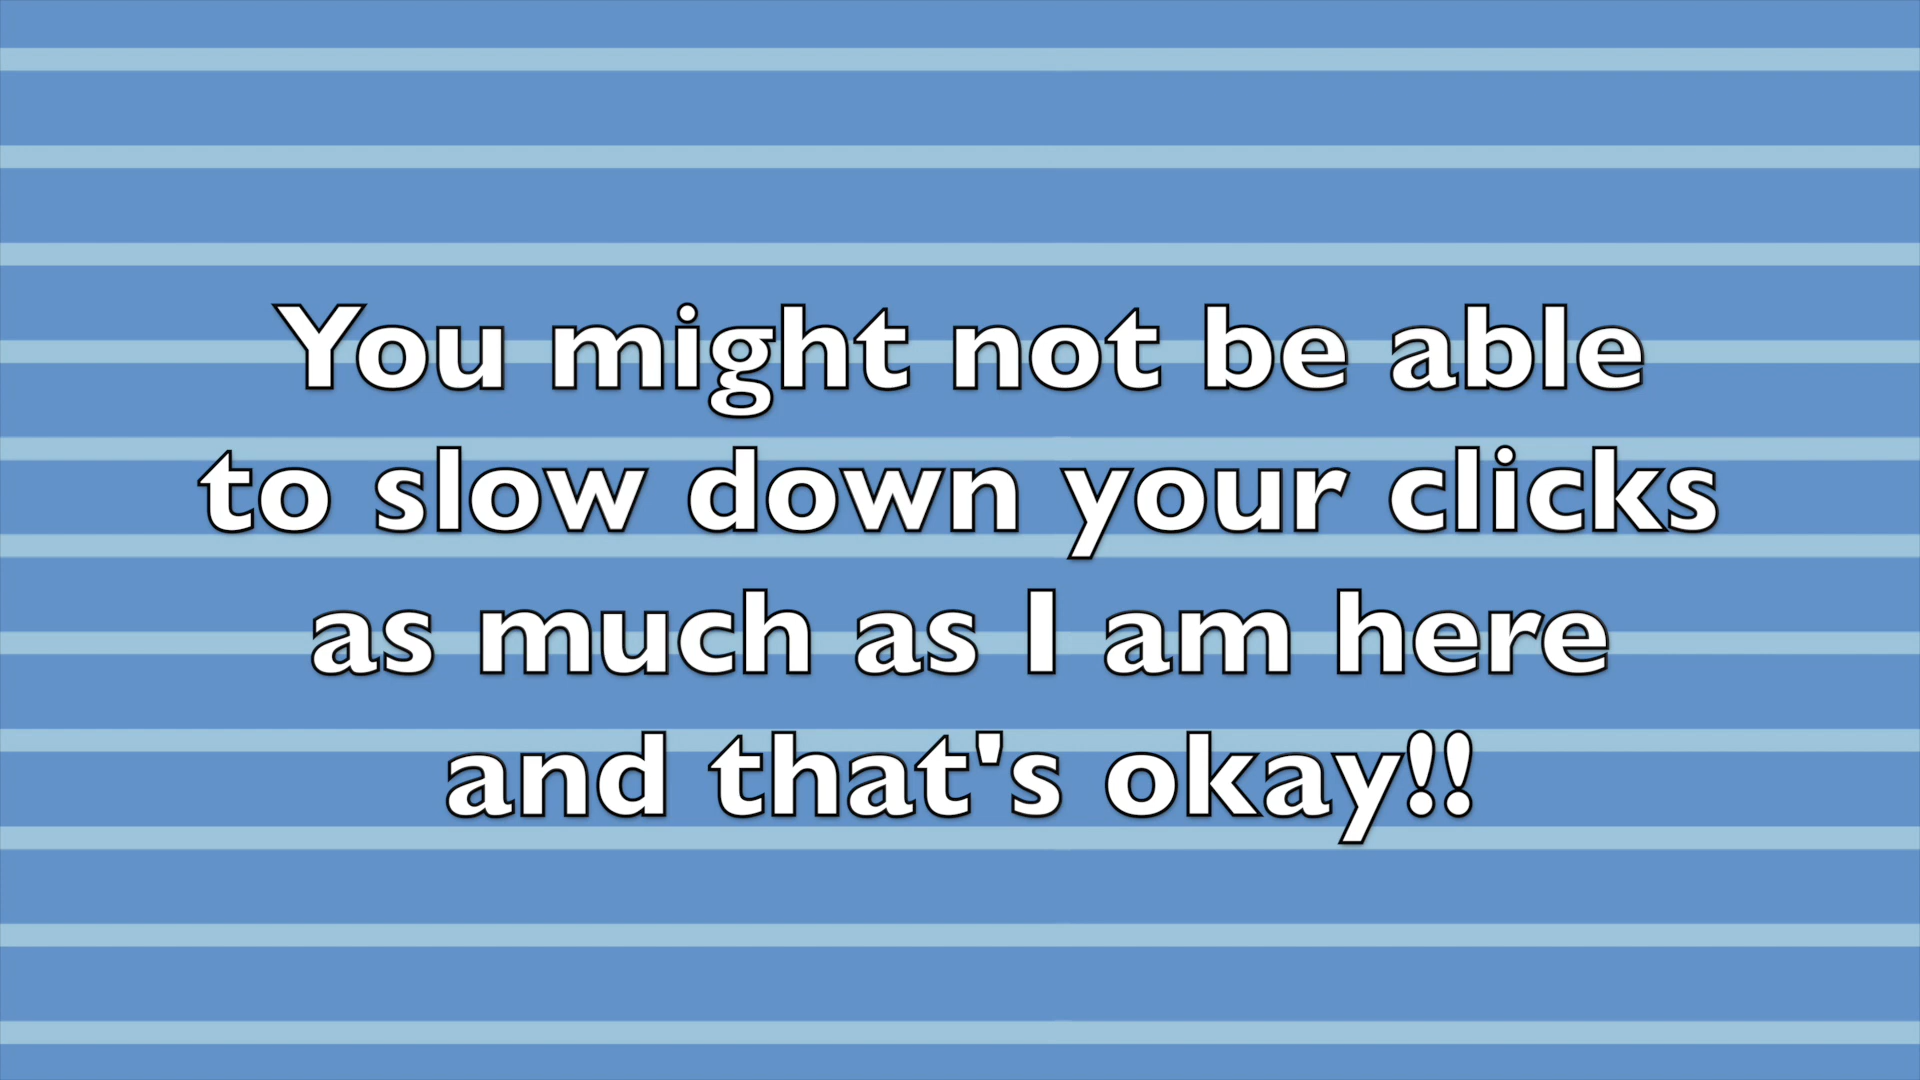 You might not be able
to slow down your clicks
as much as I am here
and that's okay!!